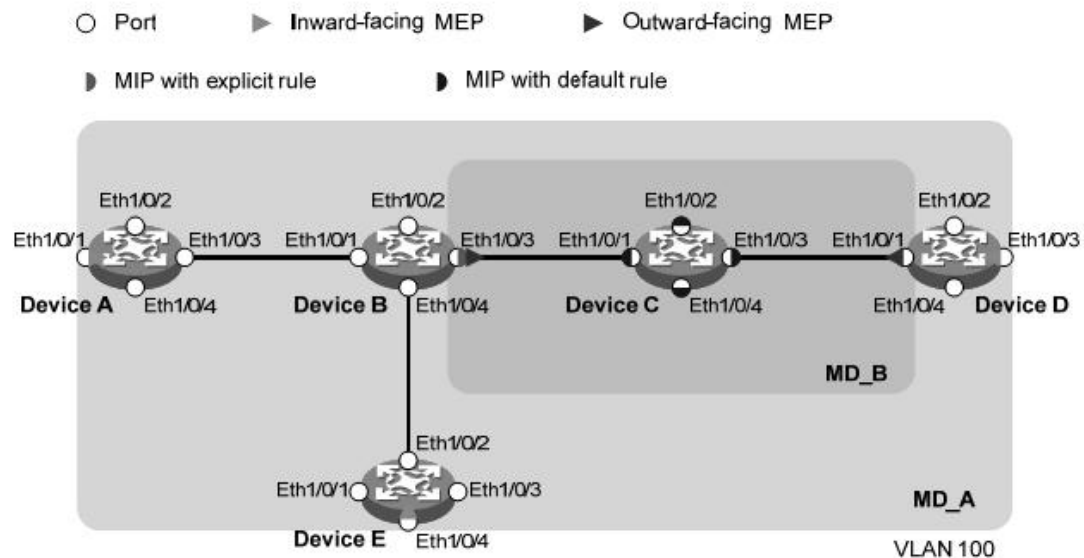 Port Inward-facing MEP Outward-facing MEP
MIP with explicit rule MIP with default rule
Eth1/0/2 Eth1/0/2 Eth1/0/2 Eth1/0/2
Eth1/0/1 Eth1/0/3 Eth1/0/1 Eth1/0/3 Eth1/0/1 Eth1/0/3 Eth1/0/1 Eth1/0/3
Device A Eth1/0/4 Device B Eth1/0/4 Device C Eth1/0/4 Eth1/0/4 Device D
MD_B
Eth1/0/2
Eth1/0/1 Eth1/0/3
Device E Eth1/0/4
MD_A
VLAN 100